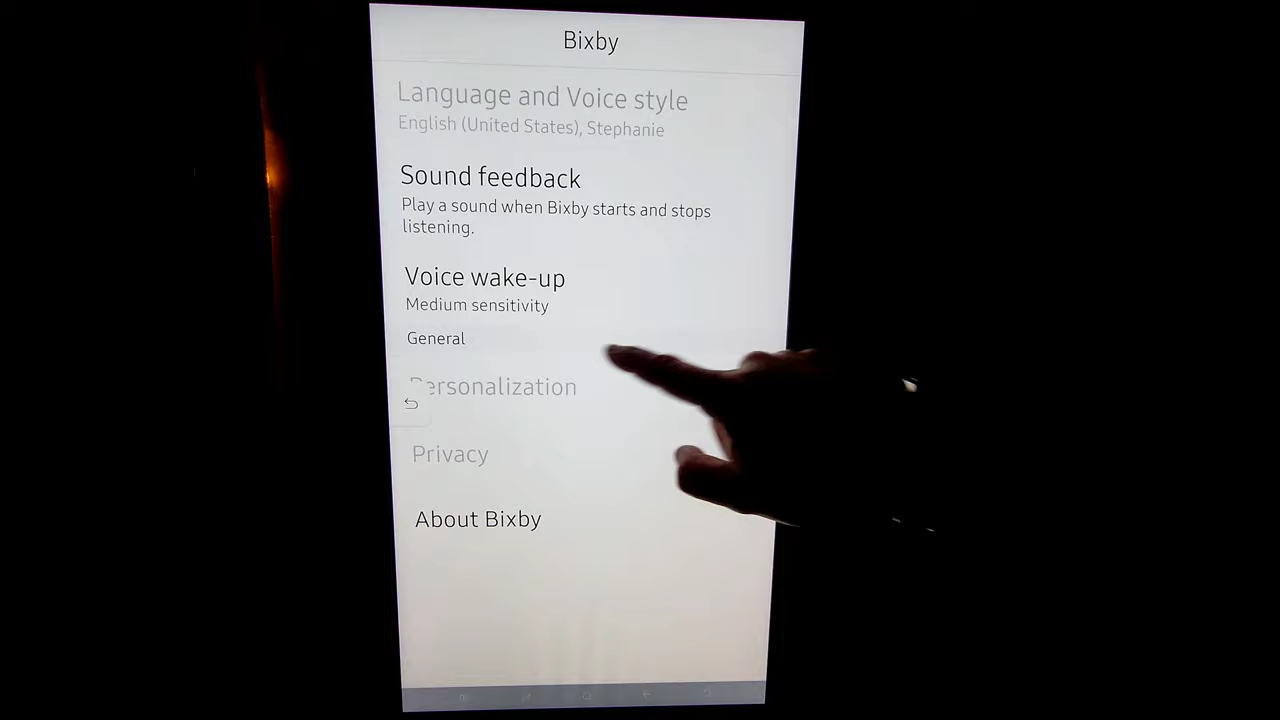 Bixby
Language and Voice style
English (United States), Stephanie
Sound feedback
Play a sound when Bixby starts and stops
listening.
Voice wake-up
Medium sensitivity
General
Personalization
Privacy
About Bixby